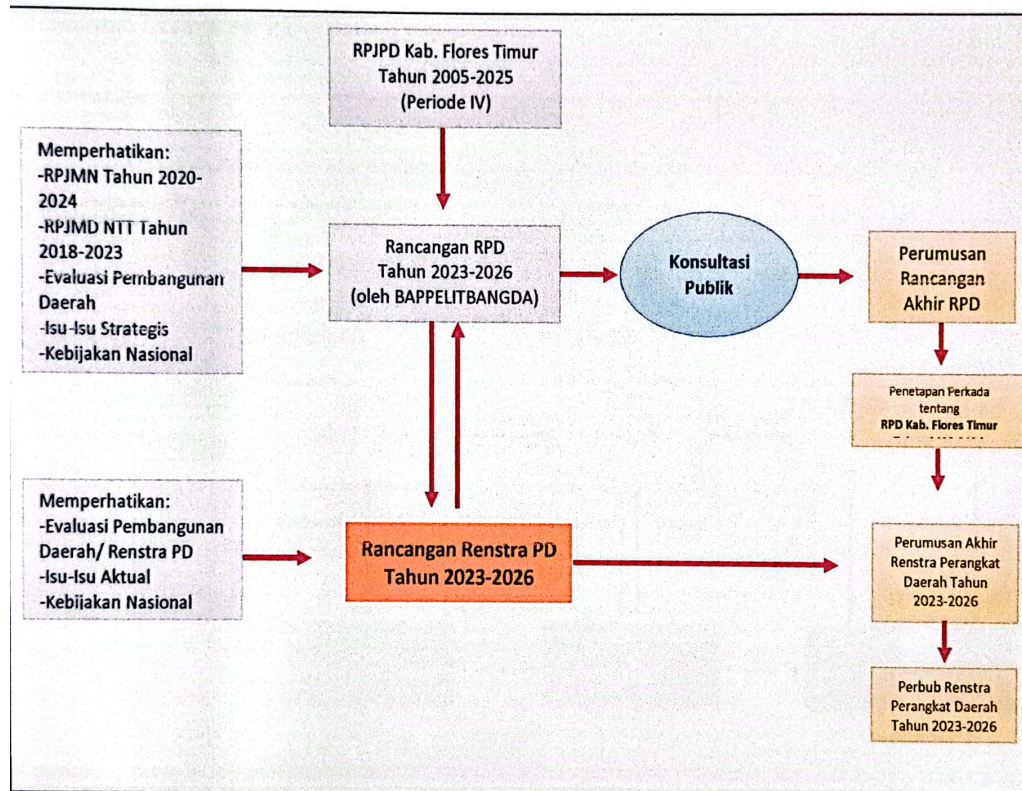 RPJPD Kab. Flores Timur
Tahun 2005-2025
(Periode IV)
Memperhatikan:
-RPJMN Tahun 2020-
2024
-RPJMD NTT Tahun
2018-2023
-Evaluasi Pembangunan
Daerah
-Isu-Isu Strategis
-Kebijakan Nasional
Rancangan RPD
Tahun 2023-2026
(oleh BAPPELITBANGDA)
Konsultasi
Publik
Perumusan
Rancangan
Akhir RPD
Penetapan Perkada
tentang
RPD Kab. Flores Timur
Memperhatikan:
-Evaluasi Pembangunan
Daerah/ Renstra PD
-Isu-Isu Aktual
-Kebijakan Nasional
Rancangan Renstra PD
Tahun 2023-2026
Perumusan Akhir
Renstra Perangkat
Daerah Tahun
2023-2026
Perbub Renstra
Perangkat Daerah
Tahun 2023-2026